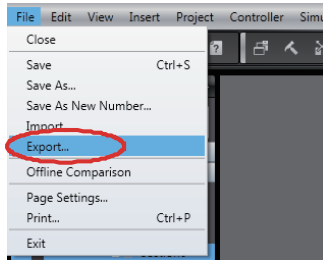 File Edit View Insert Project Controller Simu
Close
Save Ctrl+S
Save As...
Save As New Number...
Import...
Export...
Offline Comparison
Page Settings...
Print... Ctrl+P
Exit